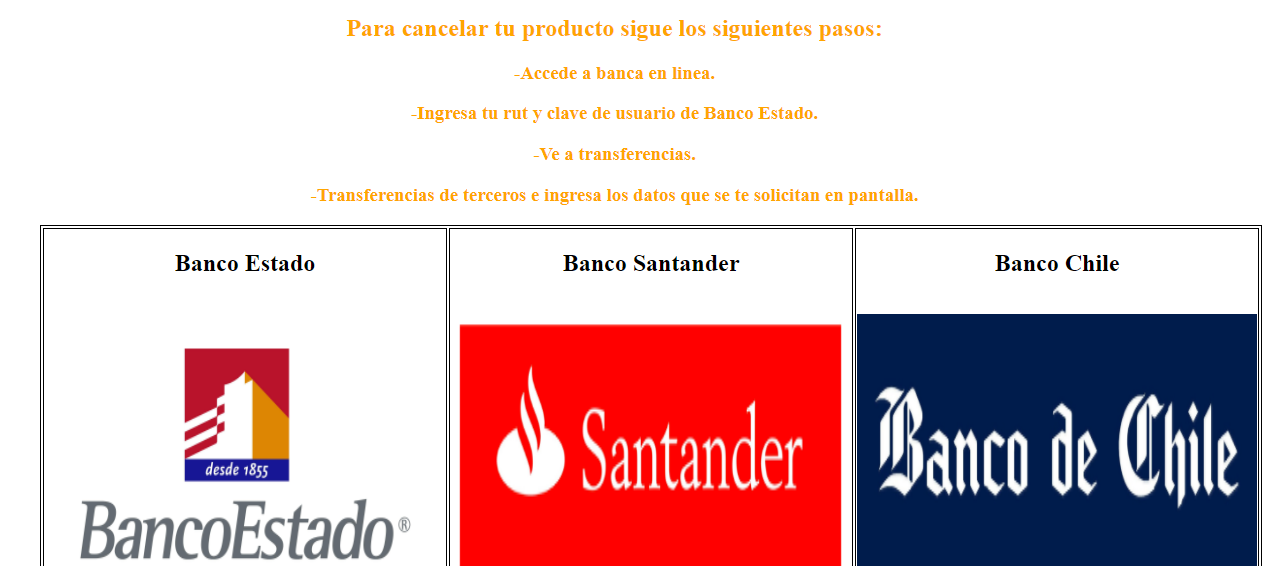 Para cancelar tu producto sigue los siguientes pasos:
-Accede a banca en linea.
-Ingresa tu rut y clave de usuario de Banco Estado.
-Ve a transferencias.
-Transferencias de terceros e ingresa los datos que se te solicitan en pantalla.
Banco Estado
Banco Santander
Banco Chile
desde 1855
BancoEstado®
Santander
Banco de Chile